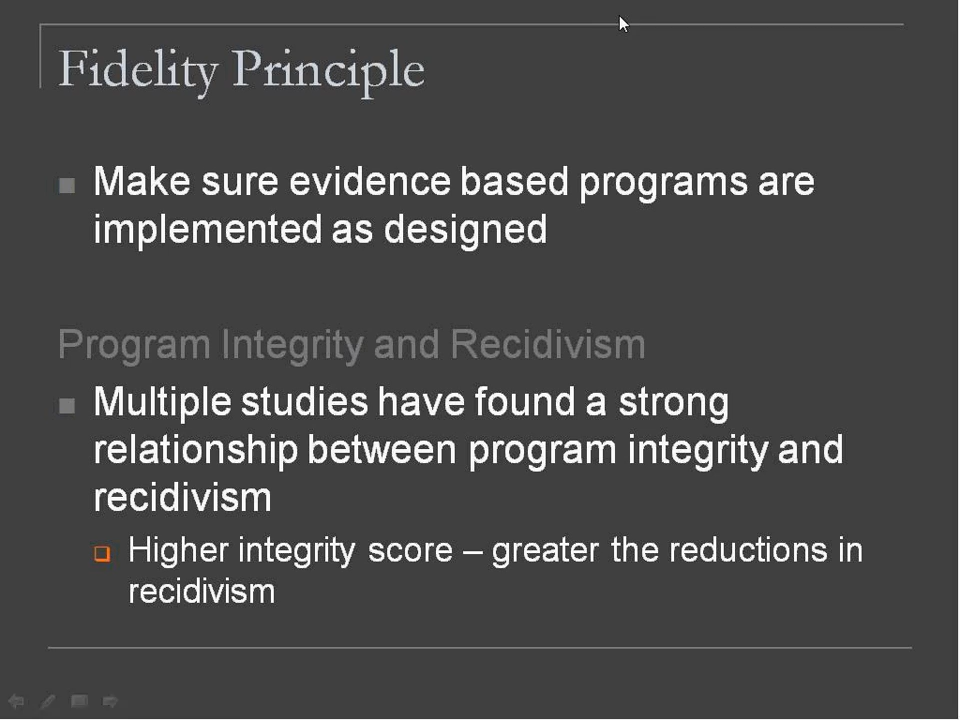 Fidelity Principle
Make sure evidence based programs are
implemented as designed
Program Integrity and Recidivism
Multiple studies have found a strong
relationship between program integrity and
recidivism
Higher integrity score – greater the reductions in
recidivism